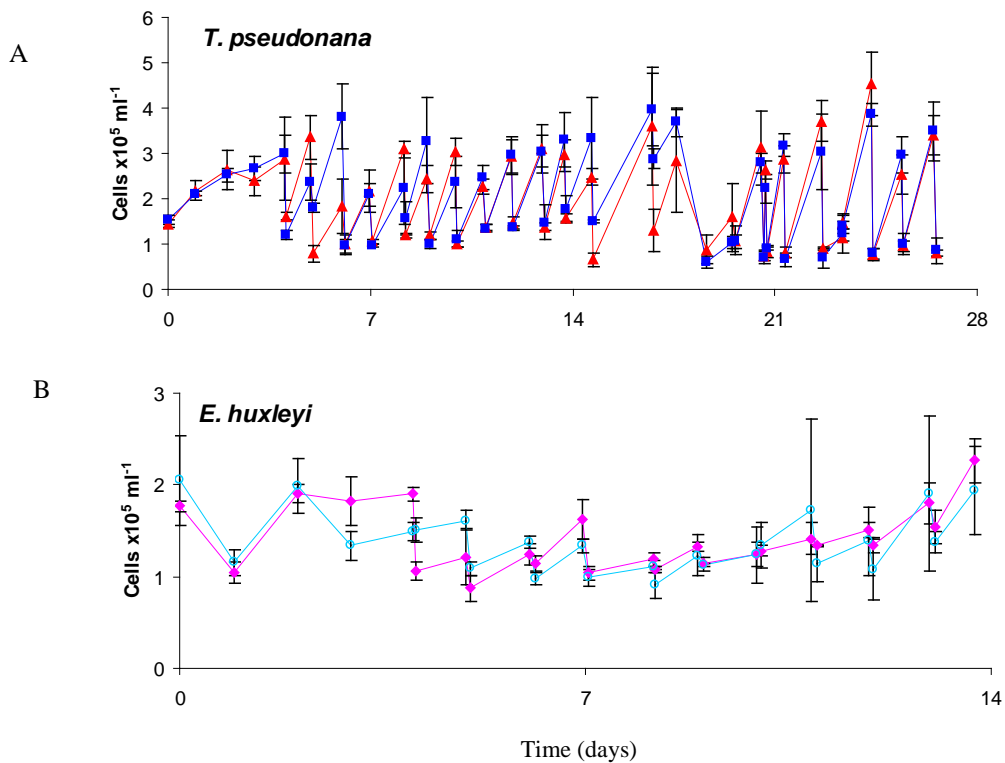 A
T. pseudonana
Cells x10⁵ ml⁻¹
6
5
4
3
2
1
0
0 7 14 21 28
B
E. huxleyi
Cells x10⁵ ml⁻¹
3
2
1
0
0 7 14
Time (days)